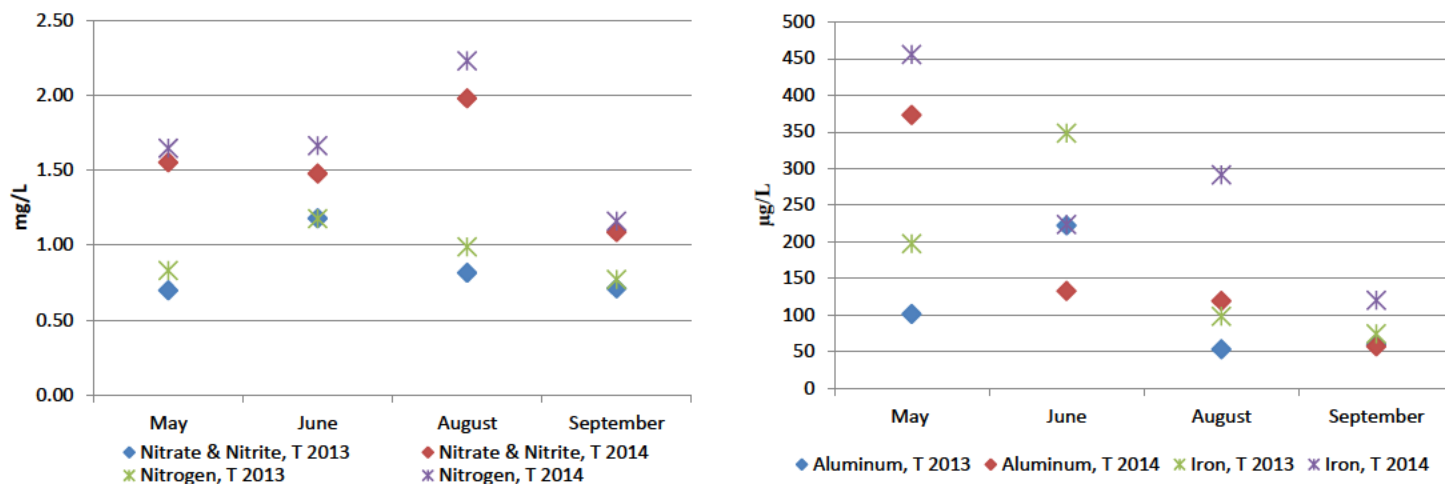 2.50
2.00
1.50
1.00
0.50
0.00
mg/L
May June August September
Nitrate & Nitrite, T 2013 Nitrate & Nitrite, T 2014
Nitrogen, T 2013 Nitrogen, T 2014
500
450
400
350
300
250
200
150
100
50
0
µg/L
May June August September
Aluminum, T 2013 Aluminum, T 2014 Iron, T 2013 Iron, T 2014